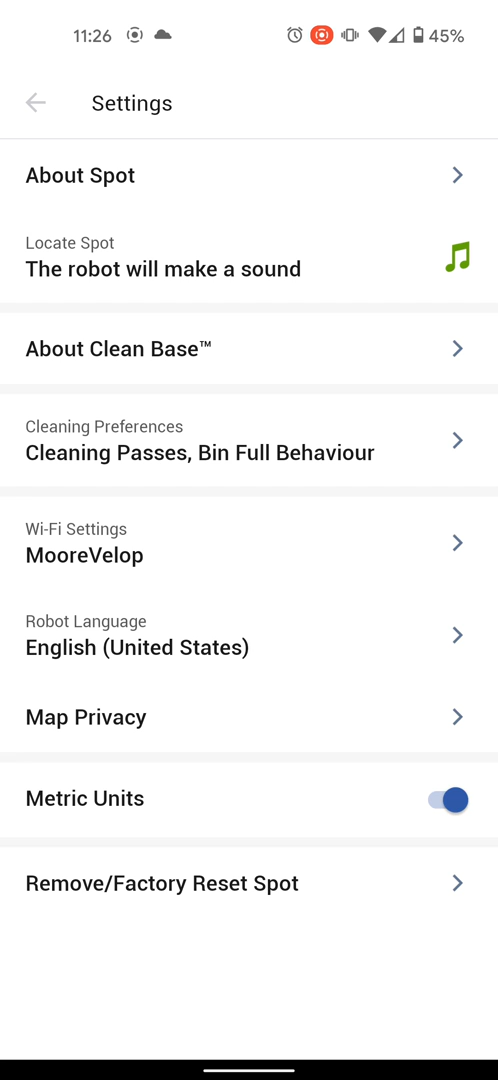 11:26
45%
Settings
About Spot
Locate Spot
The robot will make a sound
About Clean Base™
Cleaning Preferences
Cleaning Passes, Bin Full Behaviour
Wi-Fi Settings
MooreVelop
Robot Language
English (United States)
Map Privacy
Metric Units
Remove/Factory Reset Spot